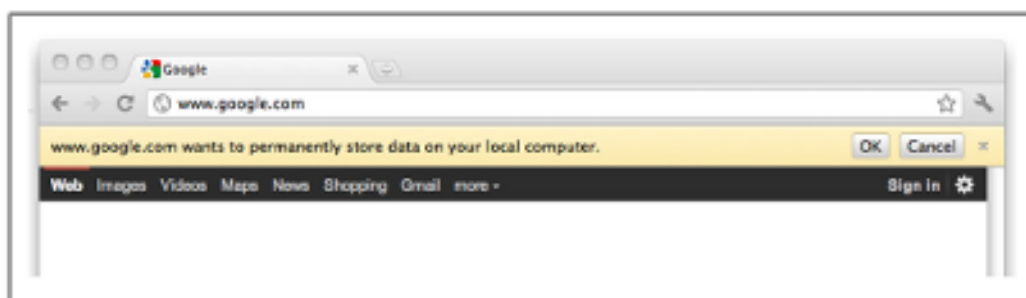 Google
www.google.com
www.google.com wants to permanently store data on your local computer. OK Cancel
Web Images Videos Maps News Shopping Gmail more Sign in